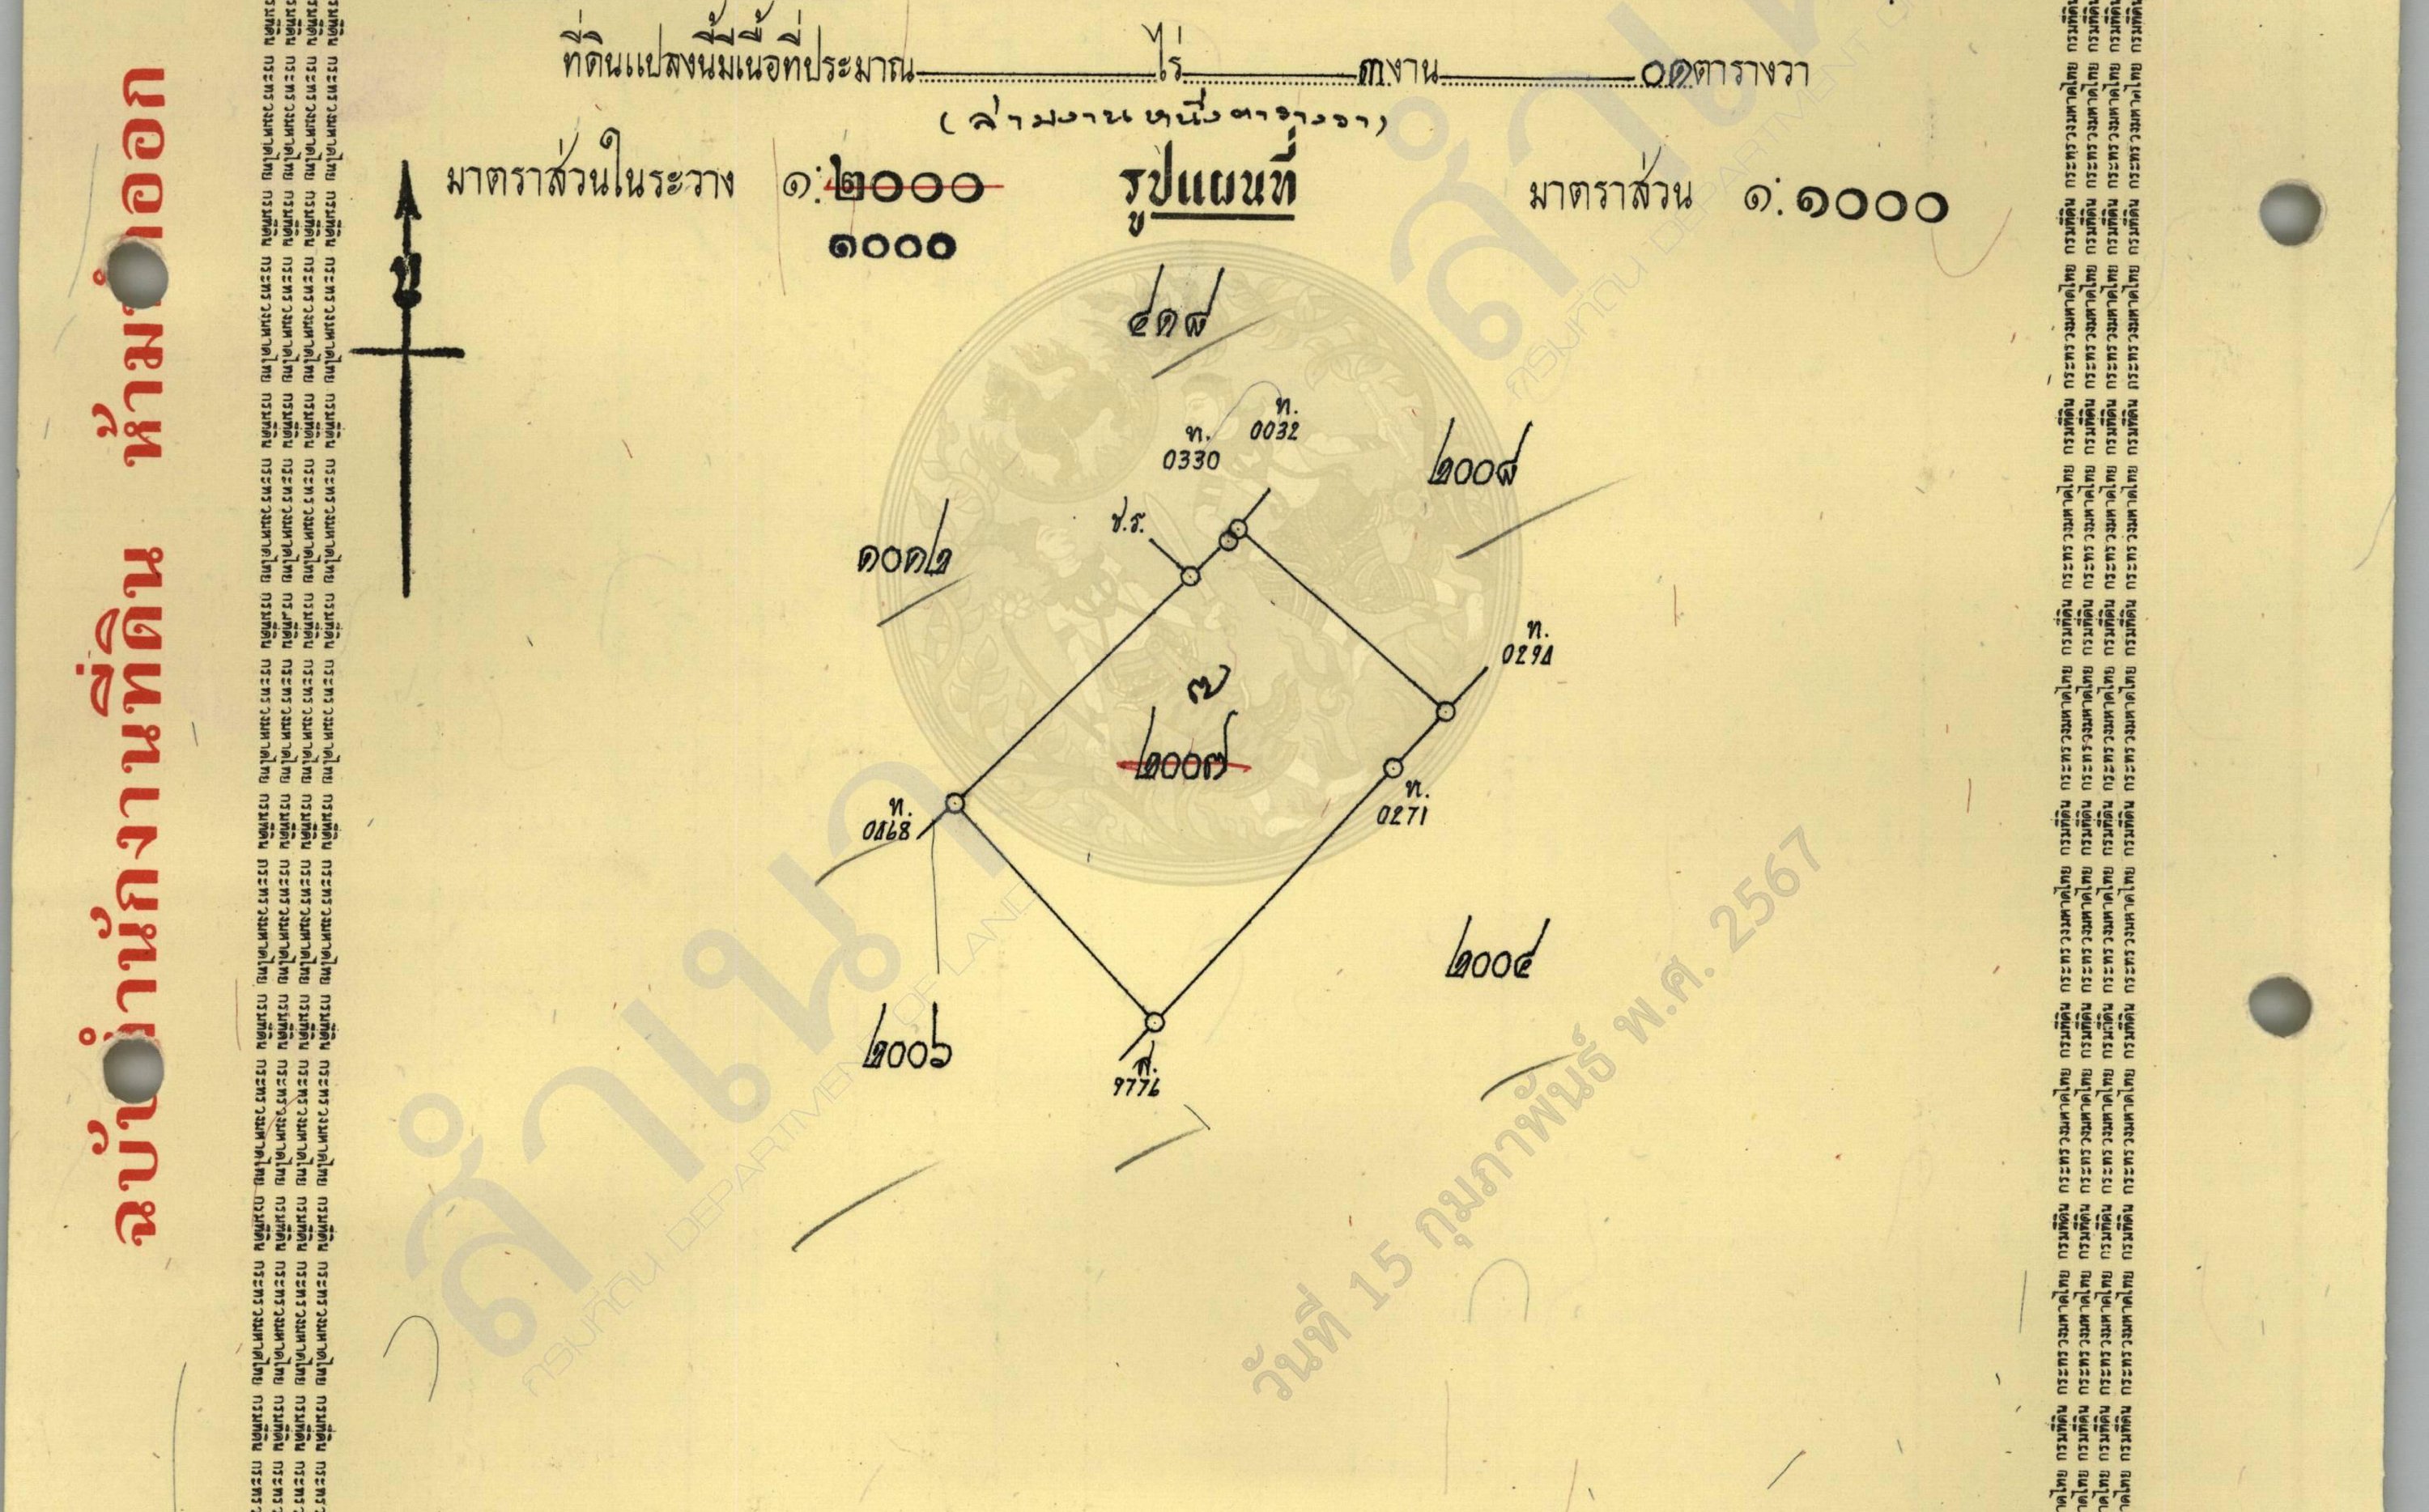 ที่ดินแปลงนี้มีเนื้อที่ประมาณ ไร่ ๓ งาน ๐๑ ตารางวา
(สามงานหนึ่งตารางวา)
มาตราส่วนในระวาง ๑:๒๐๐๐
๑๐๐๐
รูปแผนที่
มาตราส่วน ๑:๑๐๐๐
น
๔๑๘
ท.
0032
ท.
0330
๒๐๐๘
ช.ร.
๑๐๑๒
ท.
0294
๗
๒๐๐๗
ท.
0271
ท.
0468
๒๐๐๔
๒๐๐๖
ส.
9776
ฉบับสำนักงานที่ดิน ห้ามนำออก
สำเนา
กรมที่ดิน DEPARTMENT OF LANDS
วันที่ 15 กุมภาพันธ์ พ.ศ. 2567
กรมที่ดิน กระทรวงมหาดไทย